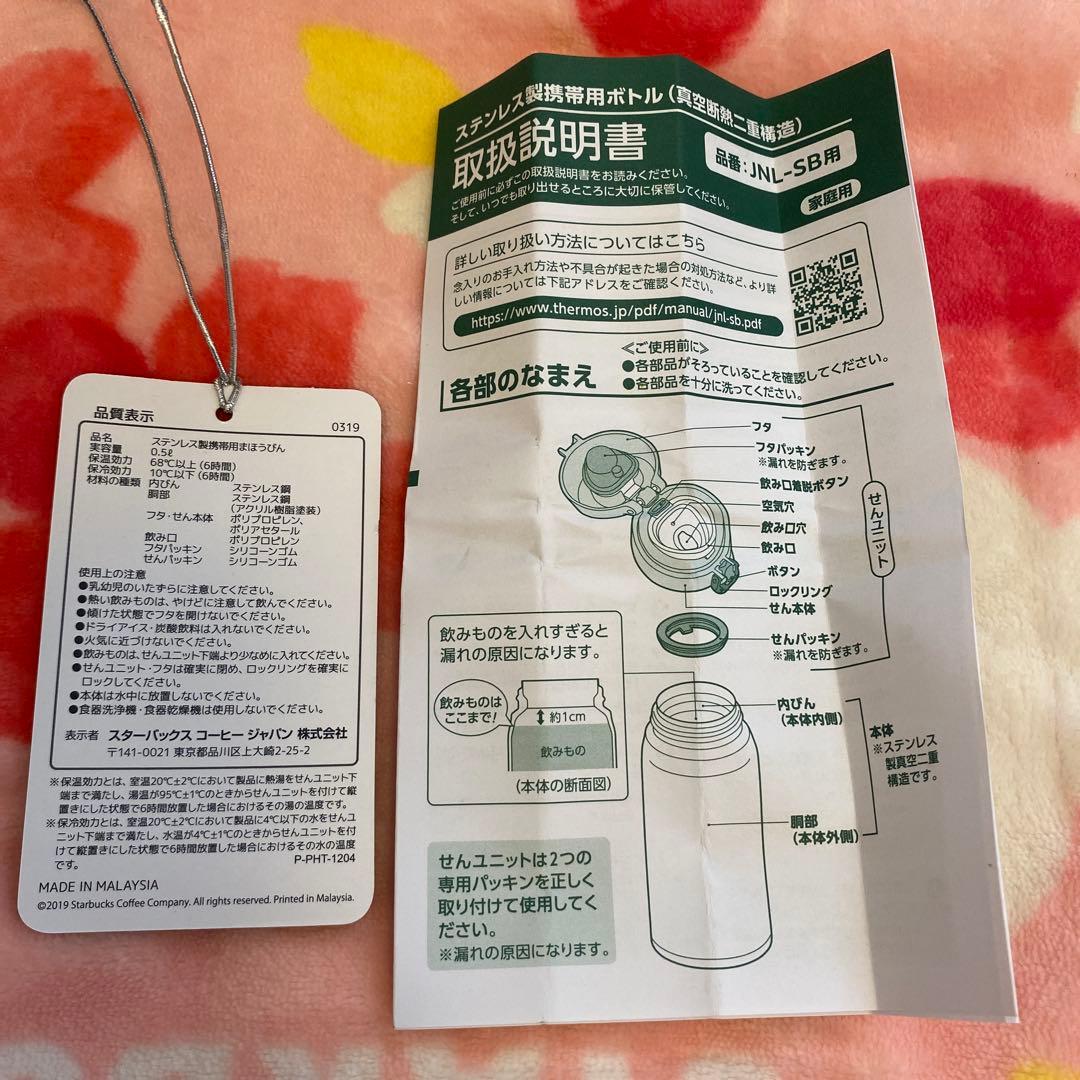 品質表示
0319
品名 ステンレス製携帯用まほうびん
実容量 0.5ℓ
保温効力 68℃以上(6時間)
保冷効力 10℃以下(6時間)
材料の種類 内びん ステンレス鋼
胴部 ステンレス鋼
(アクリル樹脂塗装)
フタ・せん本体 ポリプロピレン、
ポリアセタール
飲み口 ポリプロピレン
フタパッキン シリコーンゴム
せんパッキン シリコーンゴム
使用上の注意
●乳幼児のいたずらに注意してください。
●熱い飲みものは、やけどに注意して飲んでください。
●傾けた状態でフタを開けないでください。
●ドライアイス・炭酸飲料は入れないでください。
●火気に近づけないでください。
●飲みものは、せんユニット下端より少なめに入れてください。
●せんユニット・フタは確実に閉め、ロックリングを確実に
ロックしてください。
●本体は水中に放置しないでください。
●食器洗浄機・食器乾燥機は使用しないでください。
表示者 スターバックス コーヒー ジャパン 株式会社
〒141-0021 東京都品川区上大崎2-25-2
※保温効力とは、室温20℃±2℃において製品に熱湯をせんユニット下
端まで満たし、湯温が95℃±1℃のときからせんユニットを付けて縦
置きにした状態で6時間放置した場合におけるその湯の温度です。
※保冷効力とは、室温20℃±2℃において製品に4℃以下の水をせんユ
ニット下端まで満たし、水温が4℃±1℃のときからせんユニットを付
けて縦置きにした状態で6時間放置した場合におけるその水の温度
です。
P-PHT-1204
MADE IN MALAYSIA
©2019 Starbucks Coffee Company. All rights reserved. Printed in Malaysia.
ステンレス製携帯用ボトル(真空断熱二重構造)
取扱説明書
品番:JNL-SB用
ご使用前に必ずこの取扱説明書をお読みください。
そして、いつでも取り出せるところに大切に保管してください。
家庭用
詳しい取り扱い方法についてはこちら
念入りのお手入れ方法や不具合が起きた場合の対処方法など、より詳
しい情報については下記アドレスをご確認ください。
https://www.thermos.jp/pdf/manual/jnl-sb.pdf
各部のなまえ
≪ご使用前に≫
●各部品がそろっていることを確認してください。
●各部品を十分に洗ってください。
フタ
フタパッキン
※漏れを防ぎます。
飲み口着脱ボタン
空気穴
飲み口穴
飲み口
ボタン
ロックリング
せん本体
せんパッキン
※漏れを防ぎます。
せんユニット
飲みものを入れすぎると
漏れの原因になります。
飲みものは
ここまで!
約1cm
飲みもの
(本体の断面図)
内びん
(本体内側)
本体
※ステンレス
製真空二重
構造です。
胴部
(本体外側)
せんユニットは2つの
専用パッキンを正しく
取り付けて使用してく
ださい。
※漏れの原因になります。